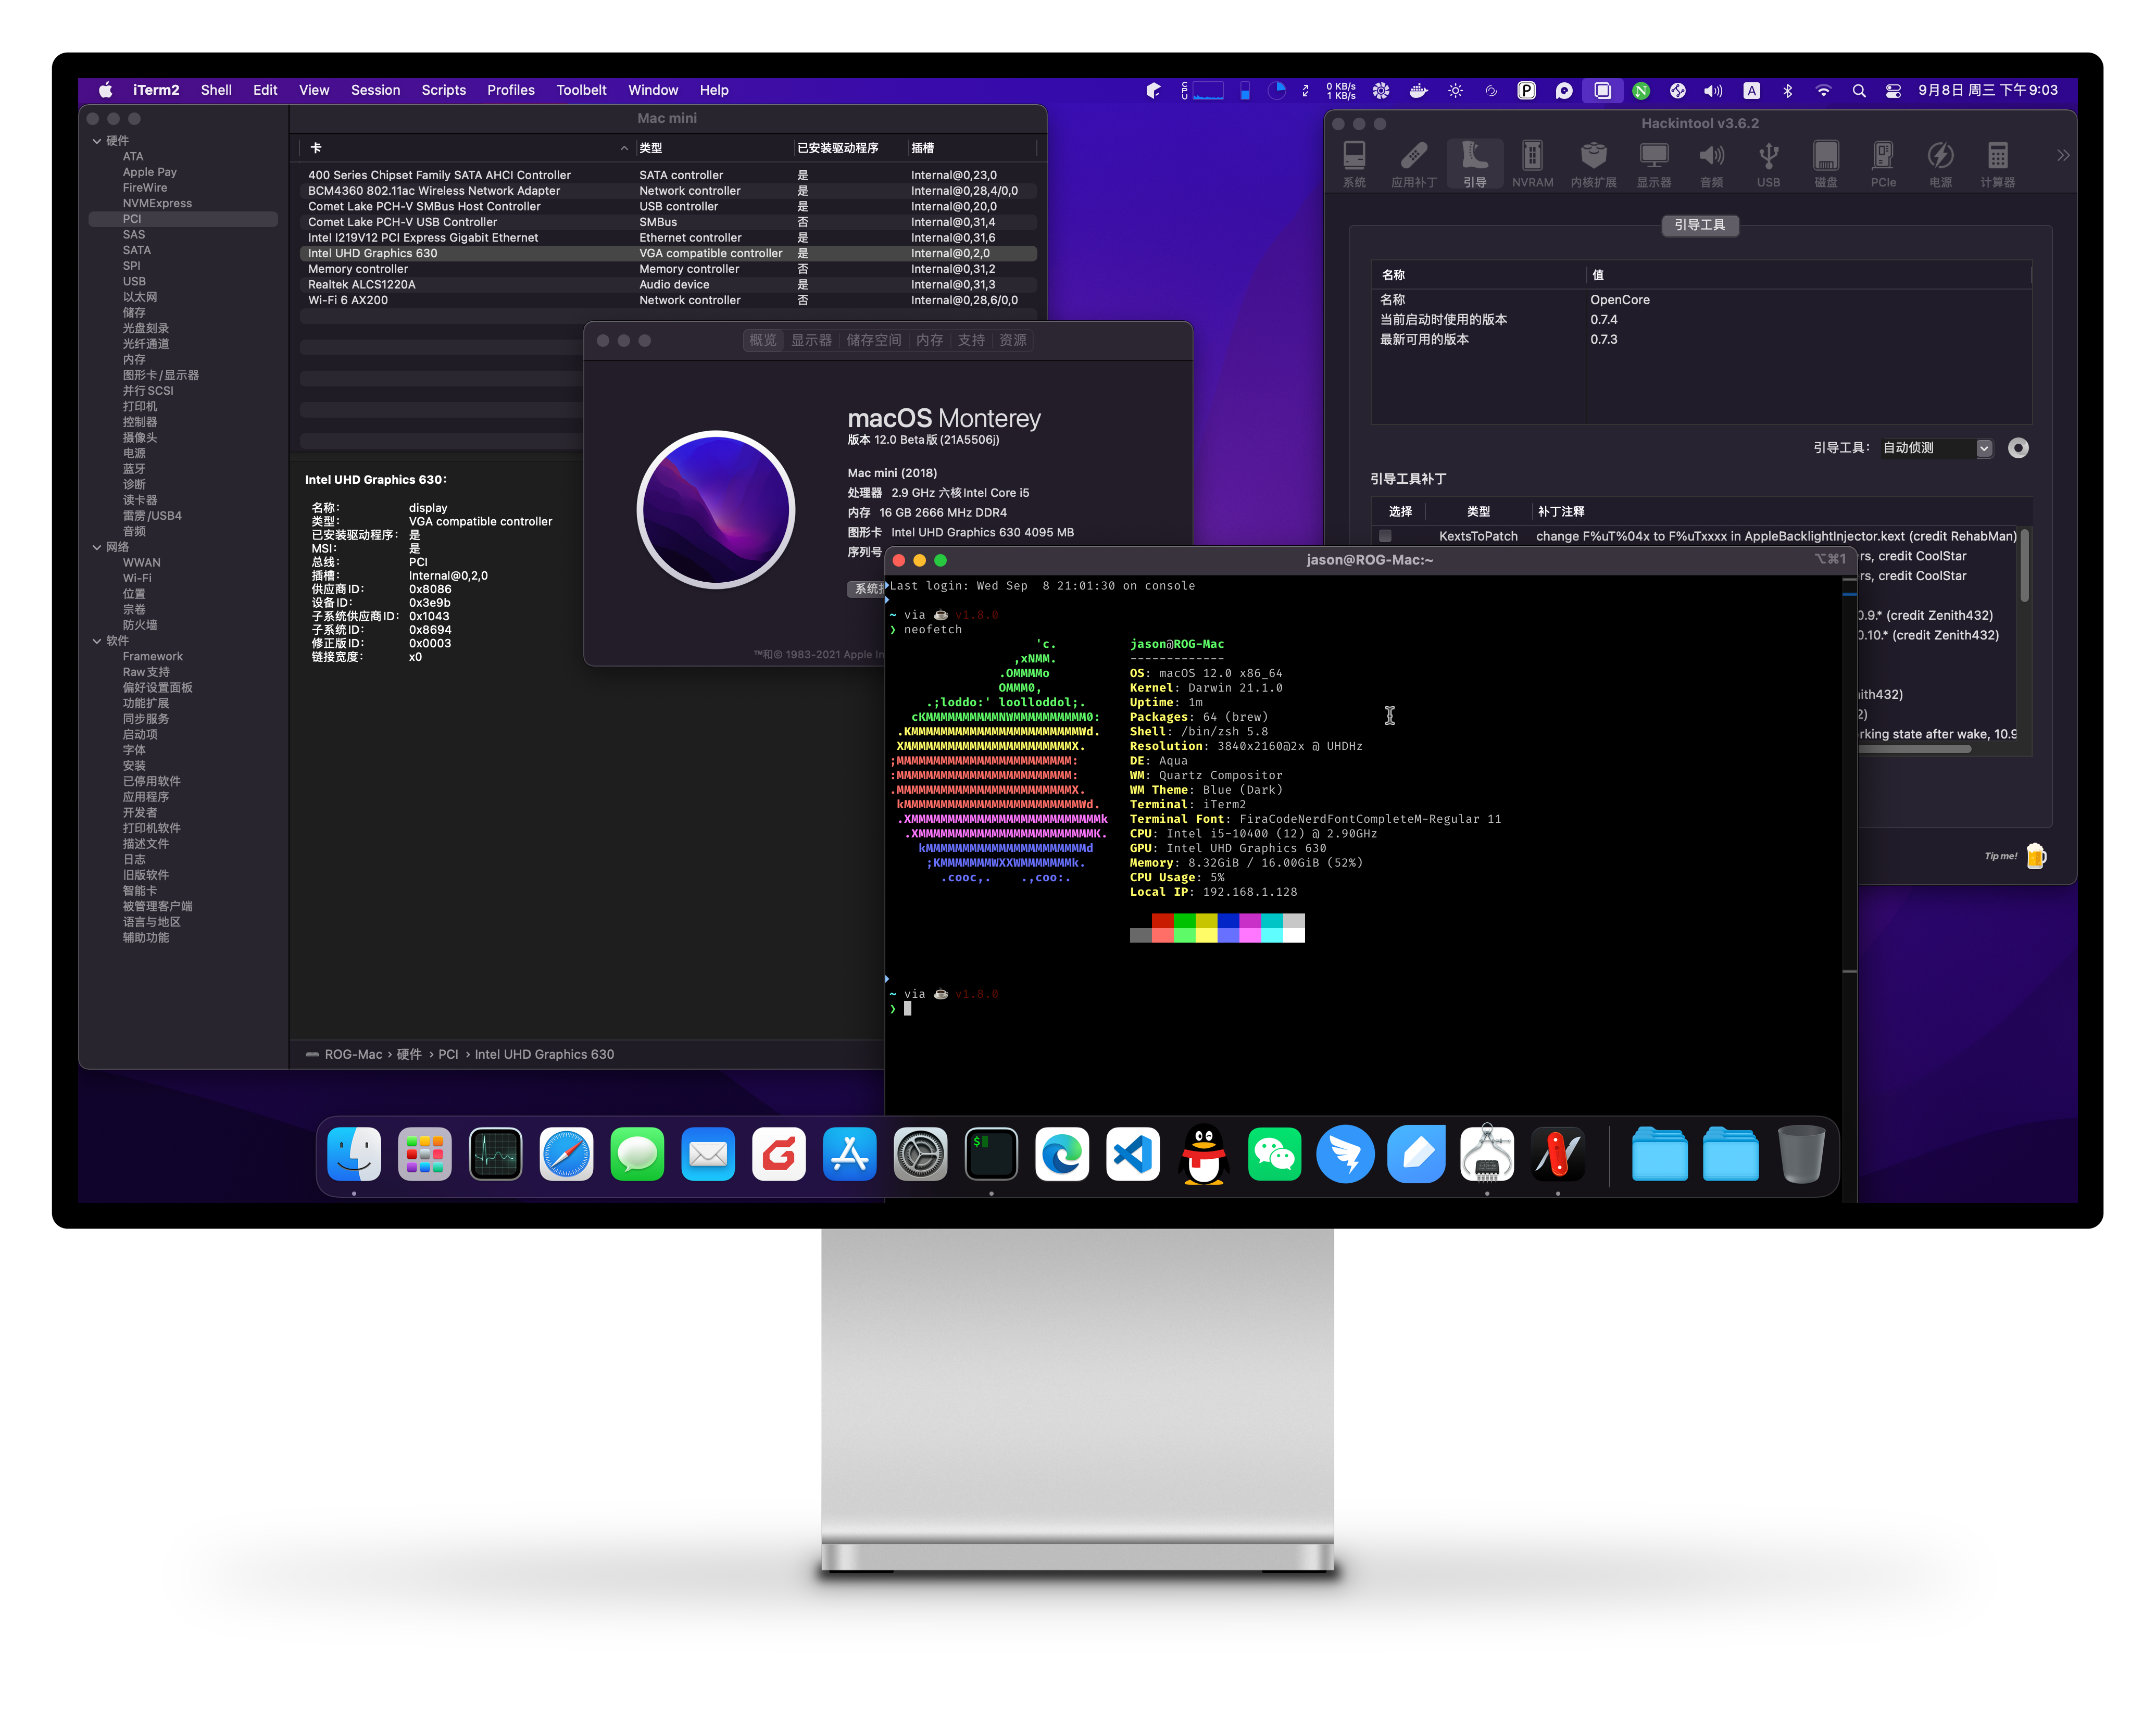 iTerm2 Shell Edit View Session Scripts Profiles Toolbelt Window Help
CPU 0 KB/s 1 KB/s P N A 9月8日 周三 下午9:03
Mac mini
硬件
ATA
Apple Pay
FireWire
NVMExpress
PCI
SAS
SATA
SPI
USB
以太网
储存
光盘刻录
光纤通道
内存
图形卡/显示器
并行SCSI
打印机
控制器
摄像头
电源
蓝牙
诊断
读卡器
雷雳/USB4
音频
网络
WWAN
Wi-Fi
位置
宗卷
防火墙
软件
Framework
Raw支持
偏好设置面板
功能扩展
同步服务
启动项
字体
安装
已停用软件
应用程序
开发者
打印机软件
描述文件
日志
旧版软件
智能卡
被管理客户端
语言与地区
辅助功能
卡 类型 已安装驱动程序 插槽
400 Series Chipset Family SATA AHCI Controller SATA controller 是 Internal@0,23,0
BCM4360 802.11ac Wireless Network Adapter Network controller 是 Internal@0,28,4/0,0
Comet Lake PCH-V SMBus Host Controller USB controller 是 Internal@0,20,0
Comet Lake PCH-V USB Controller SMBus 否 Internal@0,31,4
Intel I219V12 PCI Express Gigabit Ethernet Ethernet controller 是 Internal@0,31,6
Intel UHD Graphics 630 VGA compatible controller 是 Internal@0,2,0
Memory controller Memory controller 否 Internal@0,31,2
Realtek ALCS1220A Audio device 是 Internal@0,31,3
Wi-Fi 6 AX200 Network controller 否 Internal@0,28,6/0,0
Intel UHD Graphics 630：
名称： display
类型： VGA compatible controller
已安装驱动程序： 是
MSI： 是
总线： PCI
插槽： Internal@0,2,0
供应商ID： 0x8086
设备ID： 0x3e9b
子系统供应商ID： 0x1043
子系统ID： 0x8694
修正版ID： 0x0003
链接宽度： x0
ROG-Mac › 硬件 › PCI › Intel UHD Graphics 630
概览 显示器 储存空间 内存 支持 资源
macOS Monterey
版本 12.0 Beta版 (21A5506j)
Mac mini (2018)
处理器 2.9 GHz 六核Intel Core i5
内存 16 GB 2666 MHz DDR4
图形卡 Intel UHD Graphics 630 4095 MB
序列号
系统
™和© 1983-2021 Apple In
Hackintool v3.6.2
系统 应用补丁 引导 NVRAM 内核扩展 显示器 音频 USB 磁盘 PCIe 电源 计算器
引导工具
名称 值
名称 OpenCore
当前启动时使用的版本 0.7.4
最新可用的版本 0.7.3
引导工具： 自动侦测
引导工具补丁
选择 类型 补丁注释
KextsToPatch change F%uT%04x to F%uTxxxx in AppleBacklightInjector.kext (credit RehabMan)
rs, credit CoolStar
rs, credit CoolStar
0.9.* (credit Zenith432)
0.10.* (credit Zenith432)
ith432)
2)
rking state after wake, 10.9
Tip me!
jason@ROG-Mac:~ ⌥⌘1
Last login: Wed Sep  8 21:01:30 on console
~ via ☕ v1.8.0
❯ neofetch
'c.
,xNMM.
.OMMMMo
OMMM0,
.;loddo:' loolloddol;.
cKMMMMMMMMMMNWMMMMMMMMMM0:
.KMMMMMMMMMMMMMMMMMMMMMMMWd.
XMMMMMMMMMMMMMMMMMMMMMMMX.
;MMMMMMMMMMMMMMMMMMMMMMMM:
:MMMMMMMMMMMMMMMMMMMMMMMM:
.MMMMMMMMMMMMMMMMMMMMMMMMX.
kMMMMMMMMMMMMMMMMMMMMMMMMWd.
.XMMMMMMMMMMMMMMMMMMMMMMMMMMk
.XMMMMMMMMMMMMMMMMMMMMMMMMK.
kMMMMMMMMMMMMMMMMMMMMMMd
;KMMMMMMMWXXWMMMMMMMk.
.cooc,.    .,coo:.
jason@ROG-Mac
-------------
OS: macOS 12.0 x86_64
Kernel: Darwin 21.1.0
Uptime: 1m
Packages: 64 (brew)
Shell: /bin/zsh 5.8
Resolution: 3840x2160@2x @ UHDHz
DE: Aqua
WM: Quartz Compositor
WM Theme: Blue (Dark)
Terminal: iTerm2
Terminal Font: FiraCodeNerdFontCompleteM-Regular 11
CPU: Intel i5-10400 (12) @ 2.90GHz
GPU: Intel UHD Graphics 630
Memory: 8.32GiB / 16.00GiB (52%)
CPU Usage: 5%
Local IP: 192.168.1.128
~ via ☕ v1.8.0
❯
$